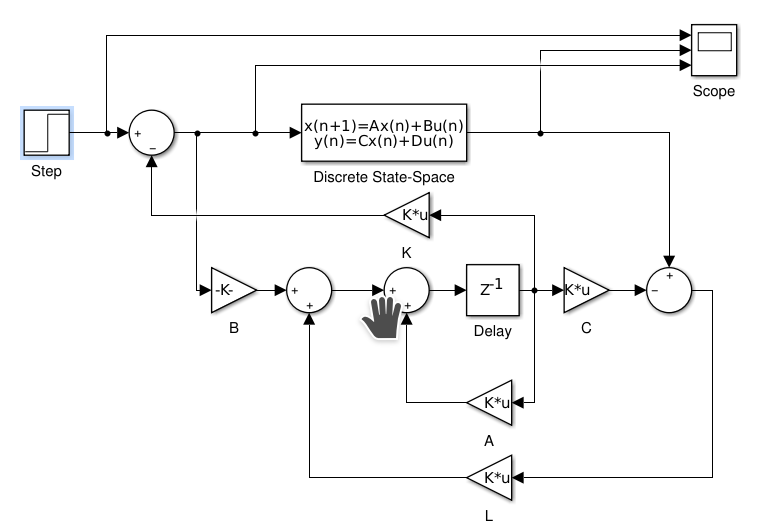 Scope
+
−
Step
x(n+1)=Ax(n)+Bu(n)
y(n)=Cx(n)+Du(n)
Discrete State-Space
K*u
K
-K-
B
+
+
+
+
Z-1
Delay
K*u
C
+
−
K*u
A
K*u
L